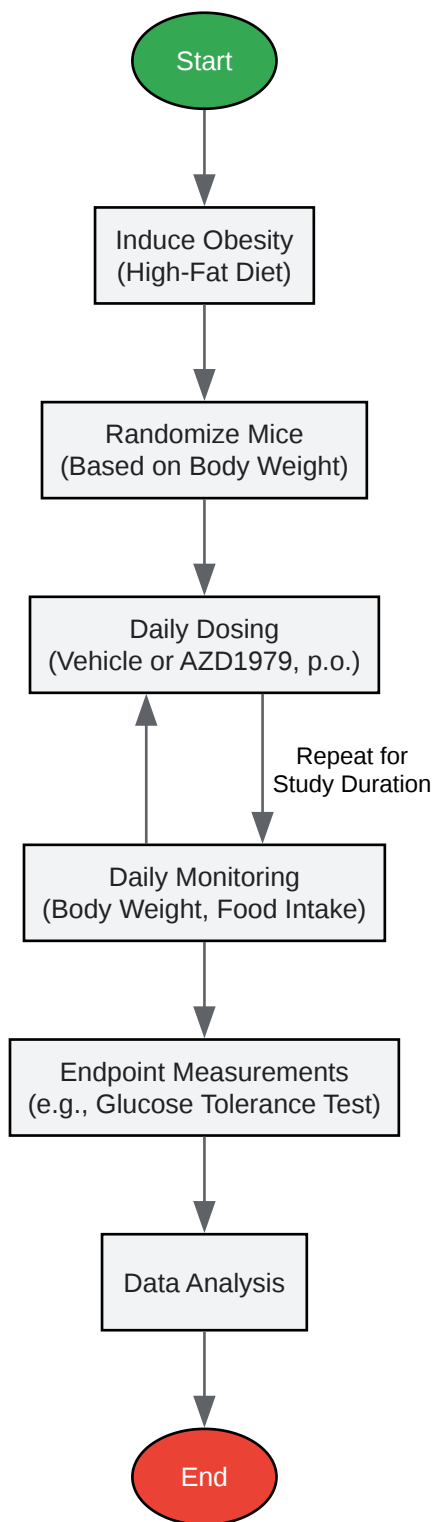 Start
Induce Obesity
(High-Fat Diet)
Randomize Mice
(Based on Body Weight)
Daily Dosing
(Vehicle or AZD1979, p.o.)
Repeat for
Study Duration
Daily Monitoring
(Body Weight, Food Intake)
Endpoint Measurements
(e.g., Glucose Tolerance Test)
Data Analysis
End